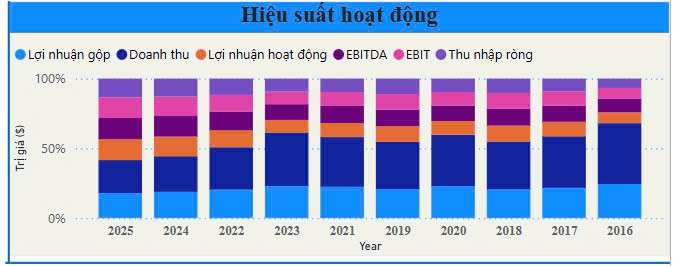 Hiệu suất hoạt động
Lợi nhuận gộp Doanh thu Lợi nhuận hoạt động EBITDA EBIT Thu nhập ròng
100%
50%
0%
Trị giá ($)
2025 2024 2022 2023 2021 2019 2020 2018 2017 2016
Year